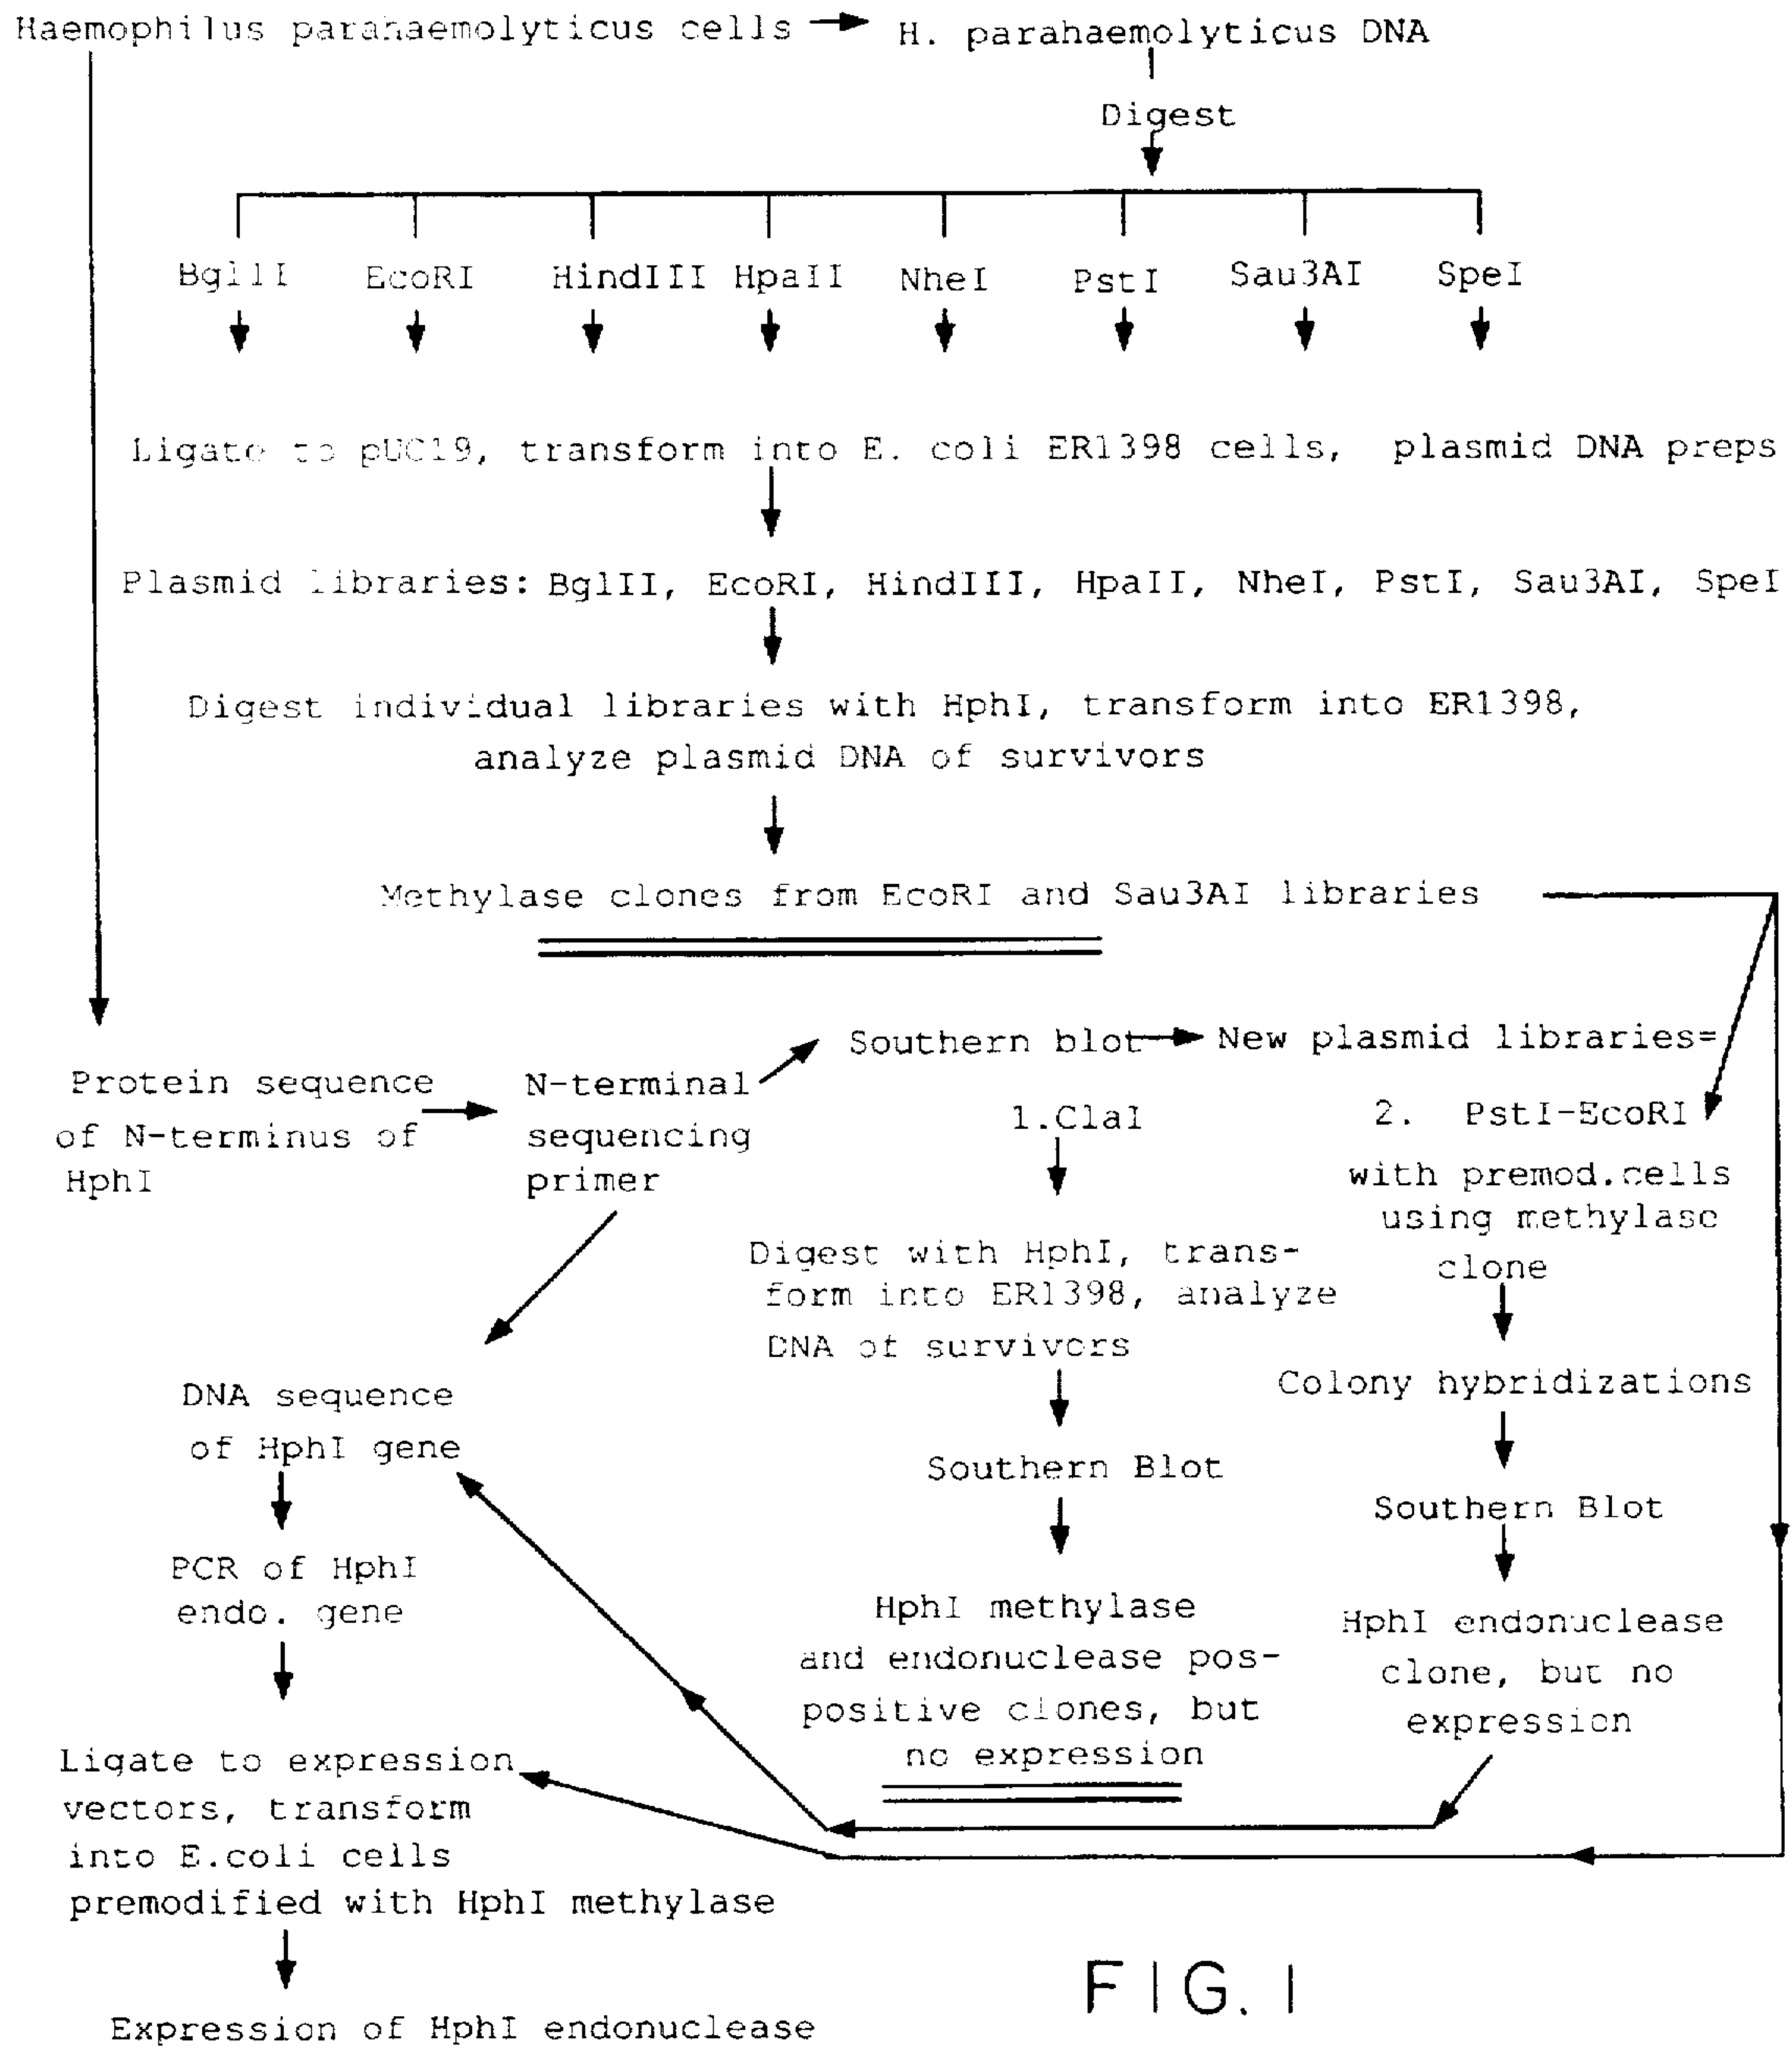 Haemophilus parahaemolyticus cells
H. parahaemolyticus DNA
Digest
BglII EcoRI HindIII HpaII NheI PstI Sau3AI SpeI
Ligate to pUC19, transform into E. coli ER1398 cells, plasmid DNA preps
Plasmid libraries: BglII, EcoRI, HindIII, HpaII, NheI, PstI, Sau3AI, SpeI
Digest individual libraries with HphI, transform into ER1398,
analyze plasmid DNA of survivors
Methylase clones from EcoRI and Sau3AI libraries
Protein sequence
of N-terminus of
HphI
N-terminal
sequencing
primer
Southern blot
New plasmid libraries=
1.ClaI
Digest with HphI, trans-
form into ER1398, analyze
DNA of survivors
Southern Blot
HphI methylase
and endonuclease pos-
positive clones, but
no expression
2. PstI-EcoRI
with premod.cells
using methylase
clone
Colony hybridizations
Southern Blot
HphI endonuclease
clone, but no
expression
DNA sequence
of HphI gene
PCR of HphI
endo. gene
Ligate to expression
vectors, transform
into E.coli cells
premodified with HphI methylase
Expression of HphI endonuclease
FIG. 1